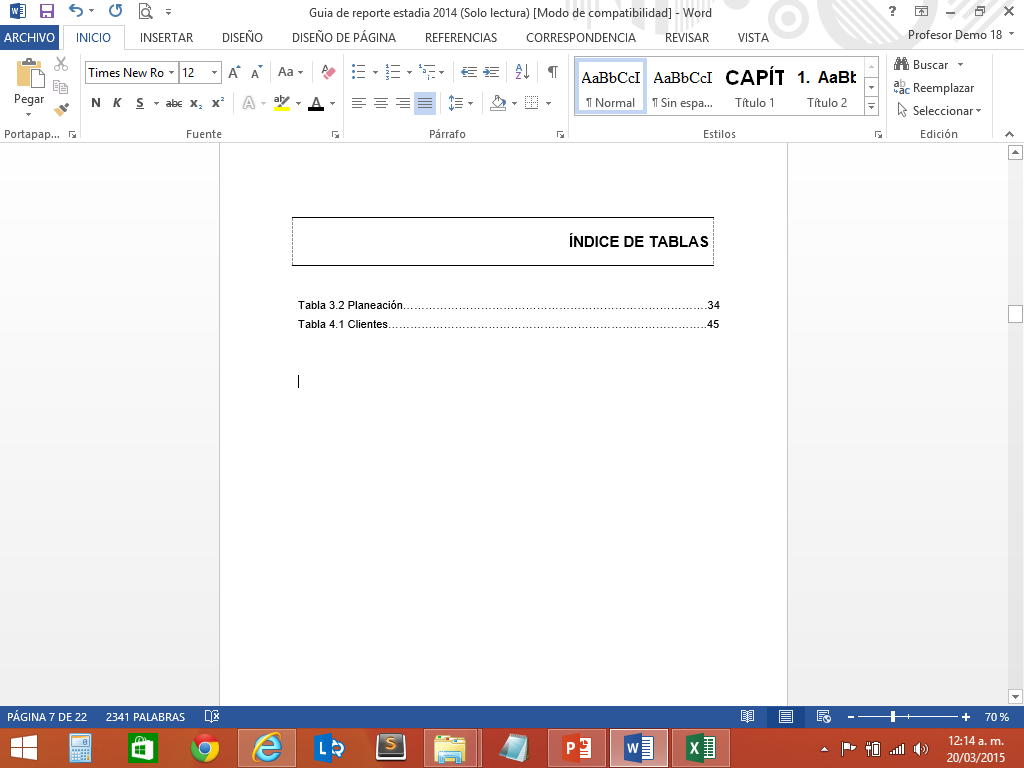 Guia de reporte estadia 2014 (Solo lectura) [Modo de compatibilidad] - Word
ARCHIVO INICIO INSERTAR DISEÑO DISEÑO DE PÁGINA REFERENCIAS CORRESPONDENCIA REVISAR VISTA Profesor Demo 18
Pegar
Portapap...
Times New Ro 12
Aa
N K S abc x₂ x² A A
Fuente
Párrafo
AaBbCcI AaBbCcI CAPÍT 1. AaBb
¶ Normal ¶ Sin espa... Título 1 Título 2
Estilos
Buscar
Reemplazar
Seleccionar
Edición
ÍNDICE DE TABLAS
Tabla 3.2 Planeación……………………………………………………………………….34
Tabla 4.1 Clientes………………………………………………………………………….45
PÁGINA 7 DE 22 2341 PALABRAS 70 %
12:14 a. m.
20/03/2015